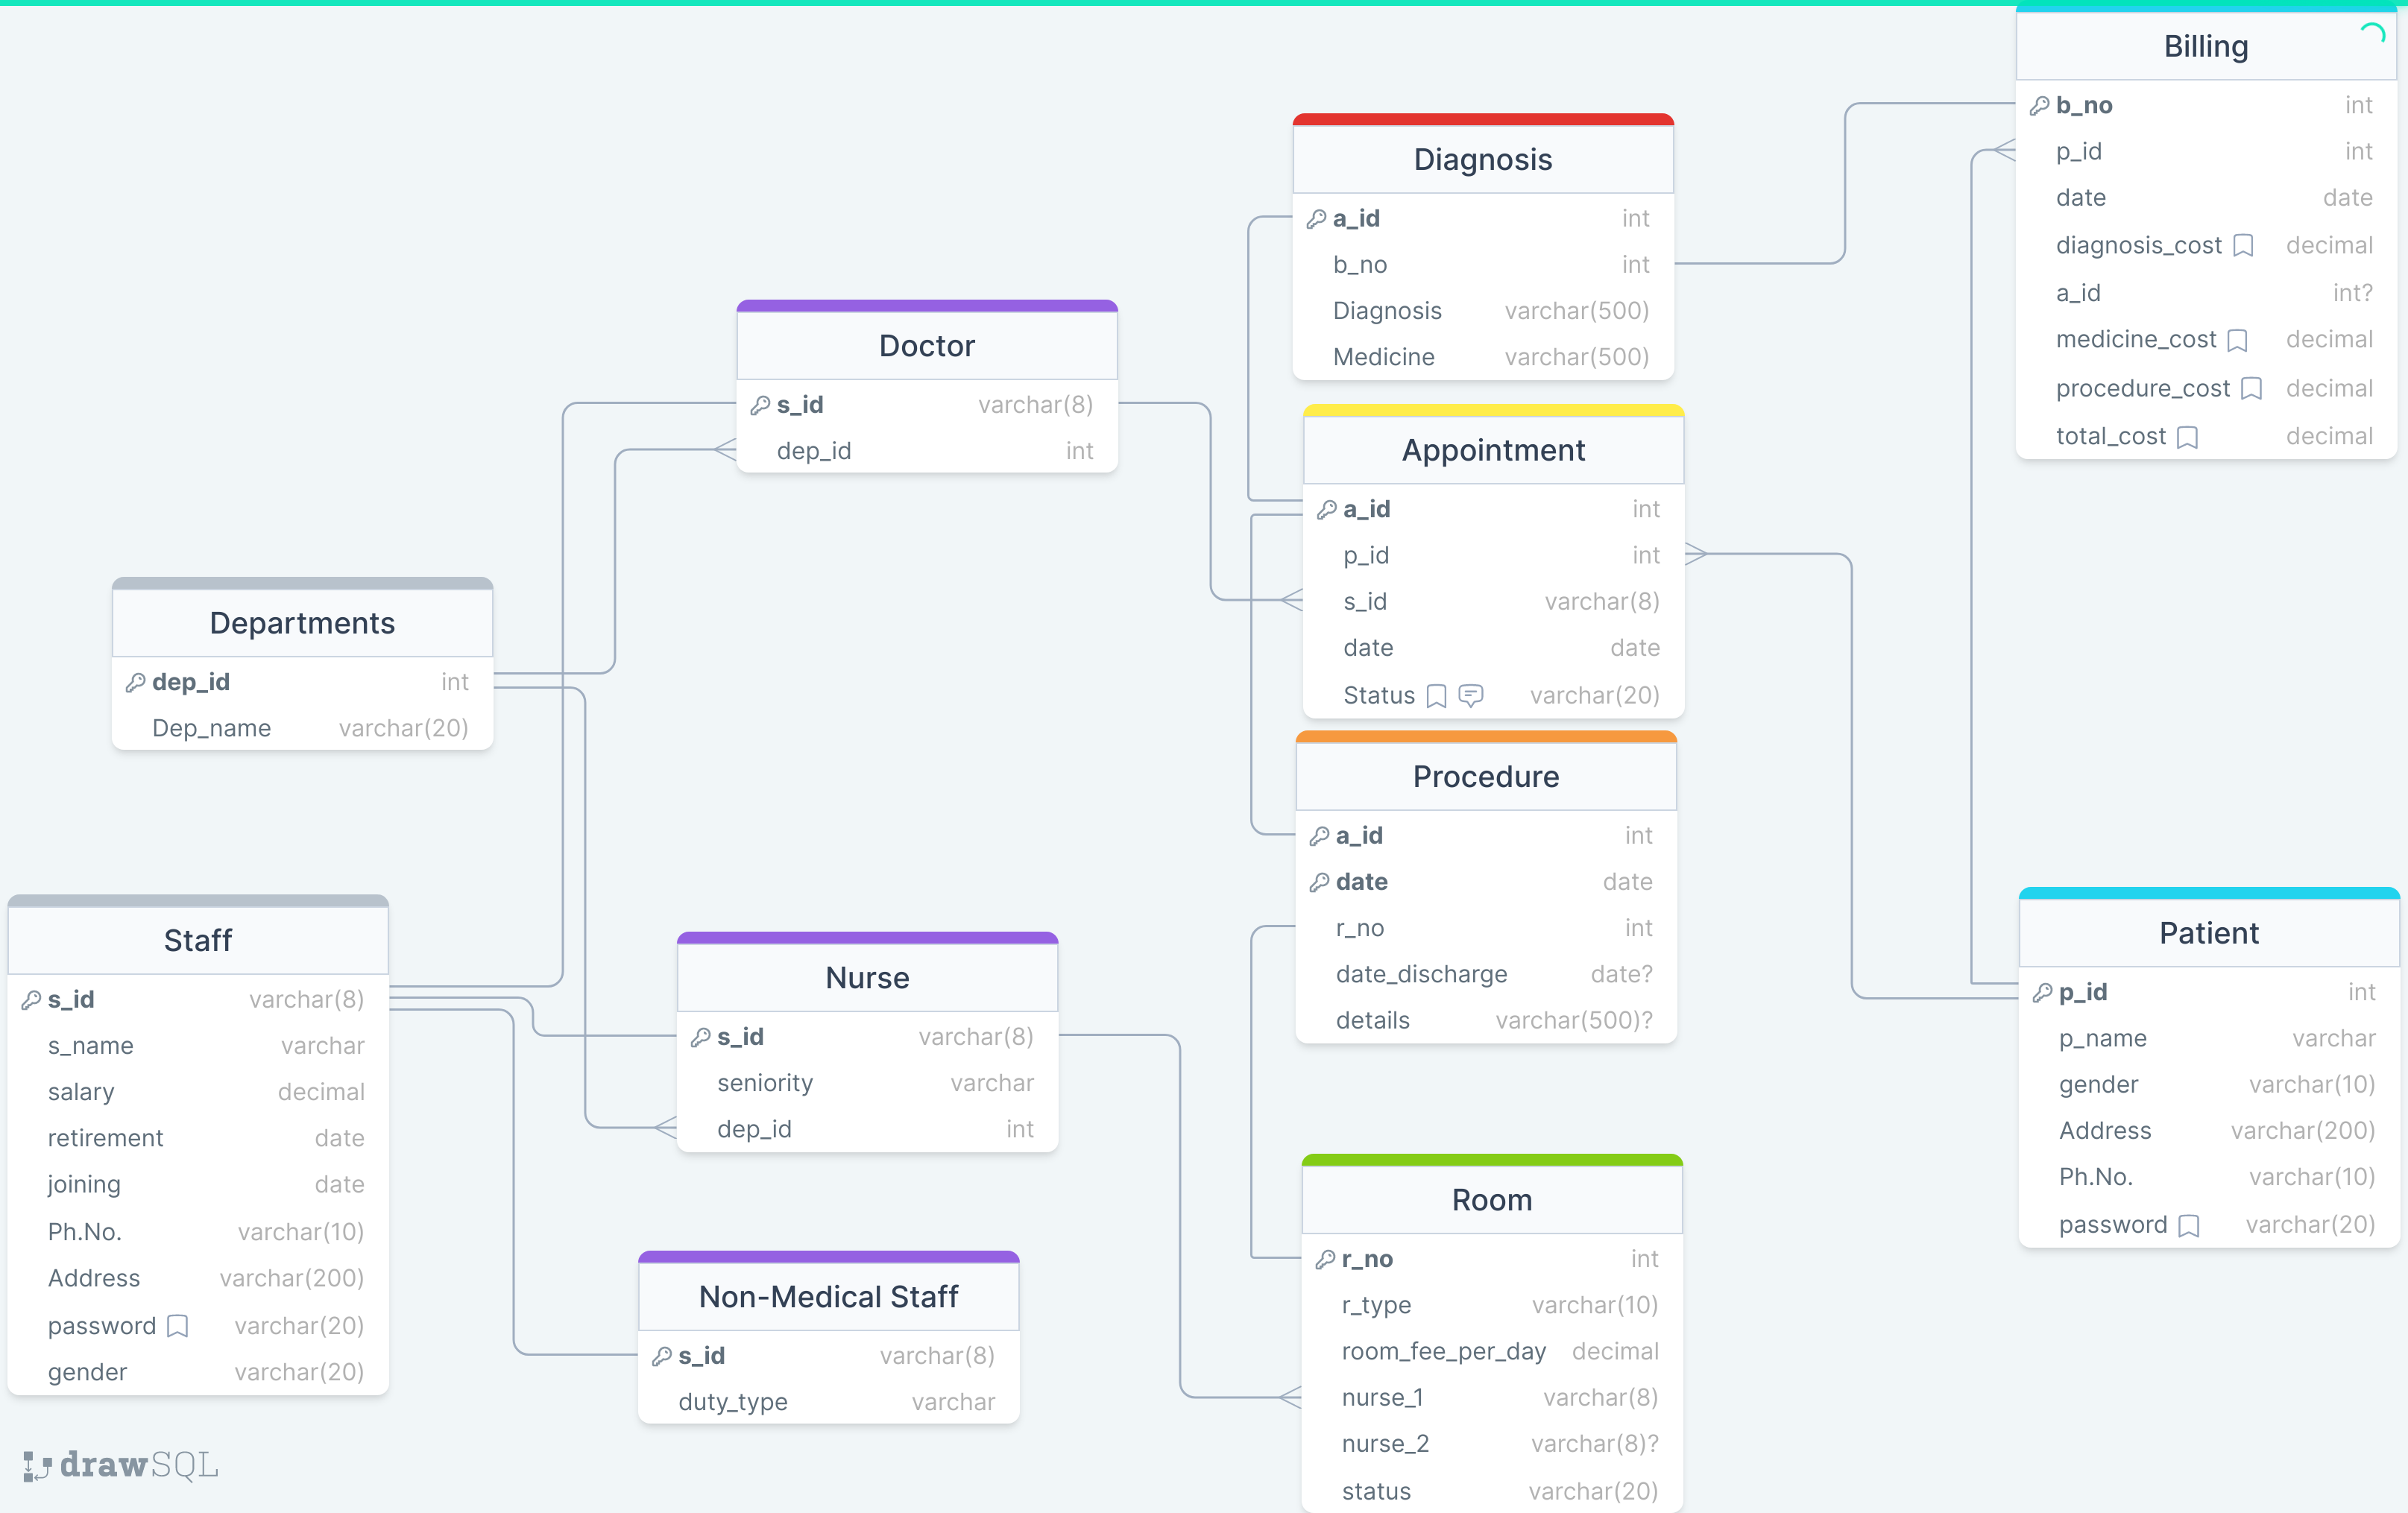 Billing
b_no int
p_id int
date date
diagnosis_cost decimal
a_id int?
medicine_cost decimal
procedure_cost decimal
total_cost decimal
Diagnosis
a_id int
b_no int
Diagnosis varchar(500)
Medicine varchar(500)
Doctor
s_id varchar(8)
dep_id int
Appointment
a_id int
p_id int
s_id varchar(8)
date date
Status varchar(20)
Departments
dep_id int
Dep_name varchar(20)
Procedure
a_id int
date date
r_no int
date_discharge date?
details varchar(500)?
Staff
s_id varchar(8)
s_name varchar
salary decimal
retirement date
joining date
Ph.No. varchar(10)
Address varchar(200)
password varchar(20)
gender varchar(20)
Nurse
s_id varchar(8)
seniority varchar
dep_id int
Patient
p_id int
p_name varchar
gender varchar(10)
Address varchar(200)
Ph.No. varchar(10)
password varchar(20)
Non-Medical Staff
s_id varchar(8)
duty_type varchar
Room
r_no int
r_type varchar(10)
room_fee_per_day decimal
nurse_1 varchar(8)
nurse_2 varchar(8)?
status varchar(20)
drawSQL